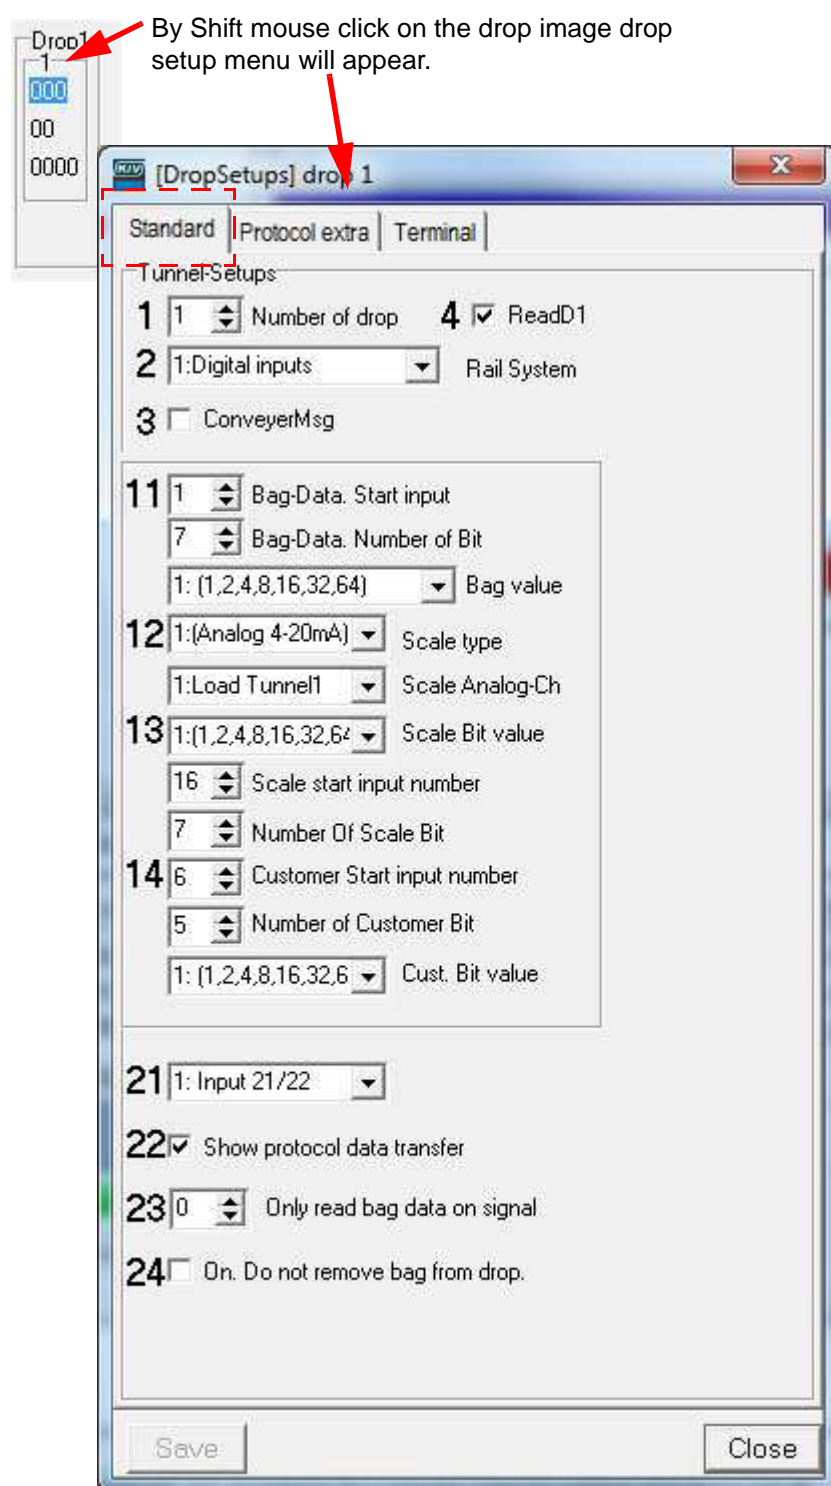 By Shift mouse click on the drop image drop
setup menu will appear.
Drop1
1
000
00
0000
[DropSetups] drop 1
Standard Protocol extra Terminal
Tunnel-Setups
1 1 Number of drop 4 ReadD1
2 1:Digital inputs Rail System
3 ConveyerMsg
11 1 Bag-Data. Start input
7 Bag-Data. Number of Bit
1: (1,2,4,8,16,32,64) Bag value
12 1:(Analog 4-20mA) Scale type
1:Load Tunnel1 Scale Analog-Ch
13 1:(1,2,4,8,16,32,64 Scale Bit value
16 Scale start input number
7 Number Of Scale Bit
14 6 Customer Start input number
5 Number of Customer Bit
1: (1,2,4,8,16,32,6 Cust. Bit value
21 1: Input 21/22
22 Show protocol data transfer
23 0 Only read bag data on signal
24 On. Do not remove bag from drop.
Save Close